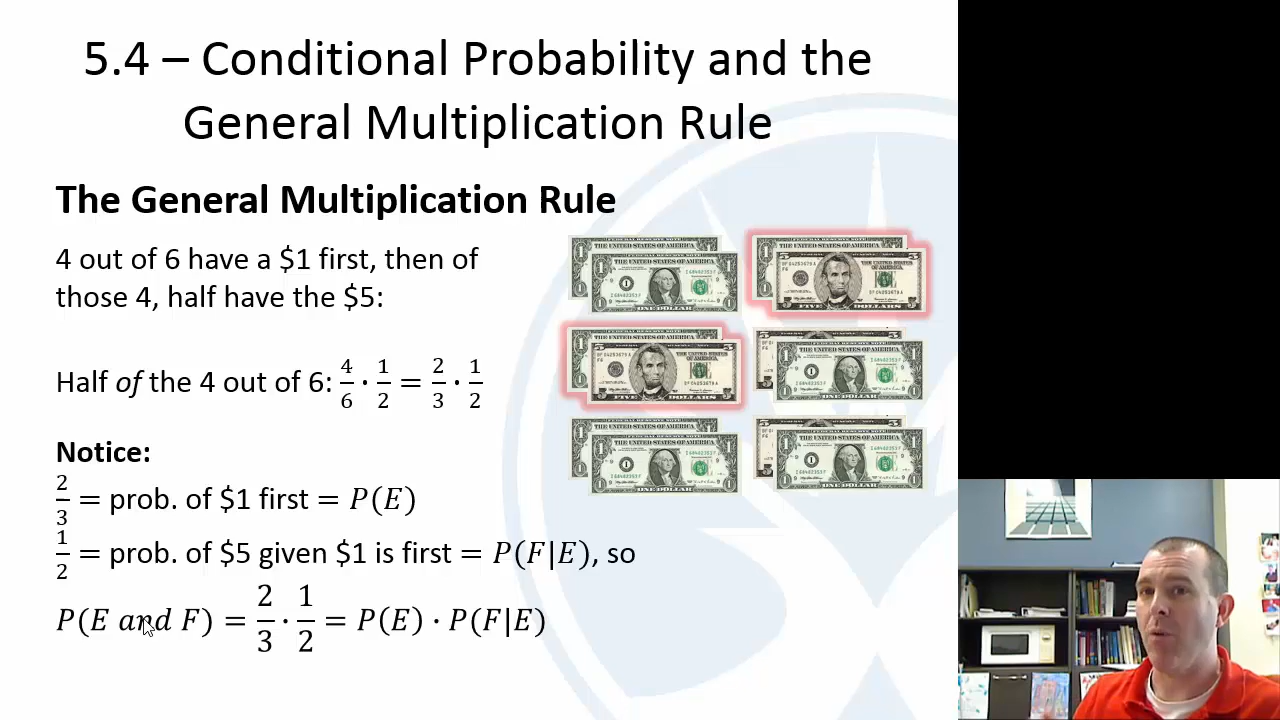 5.4 – Conditional Probability and the
General Multiplication Rule
The General Multiplication Rule
4 out of 6 have a $1 first, then of
those 4, half have the $5:
Half of the 4 out of 6: 4/6 · 1/2 = 2/3 · 1/2
Notice:
2/3 = prob. of $1 first = P(E)
1/2 = prob. of $5 given $1 is first = P(F|E), so
P(E and F) = 2/3 · 1/2 = P(E) · P(F|E)